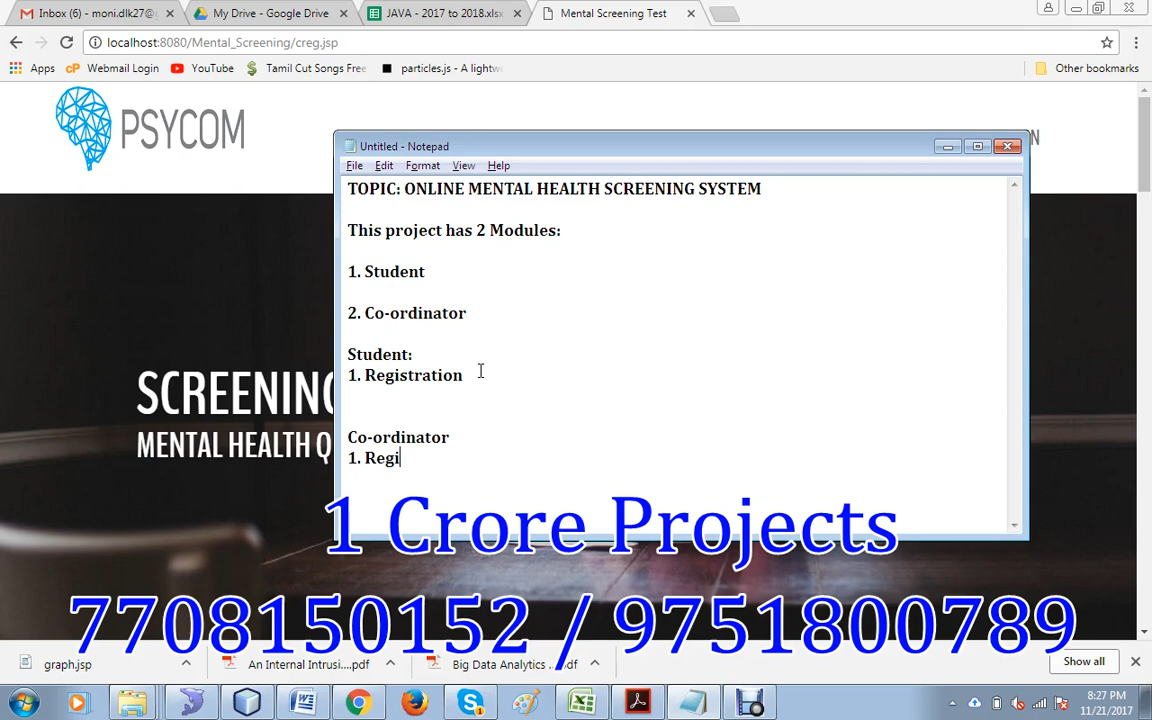 Inbox (6) - moni.dlk27@g
My Drive - Google Drive
JAVA - 2017 to 2018.xlsx
Mental Screening Test
localhost:8080/Mental_Screening/creg.jsp
Apps
Webmail Login
YouTube
Tamil Cut Songs Free
particles.js - A lightw
Other bookmarks
PSYCOM
N
Untitled - Notepad
File Edit Format View Help
TOPIC: ONLINE MENTAL HEALTH SCREENING SYSTEM
This project has 2 Modules:
1. Student
2. Co-ordinator
Student:
1. Registration
Co-ordinator
1. Regi
SCREENING
MENTAL HEALTH Q
1 Crore Projects
7708150152 / 9751800789
graph.jsp
An Internal Intrusi....pdf
Big Data Analytics ...df
Show all
8:27 PM
11/21/2017